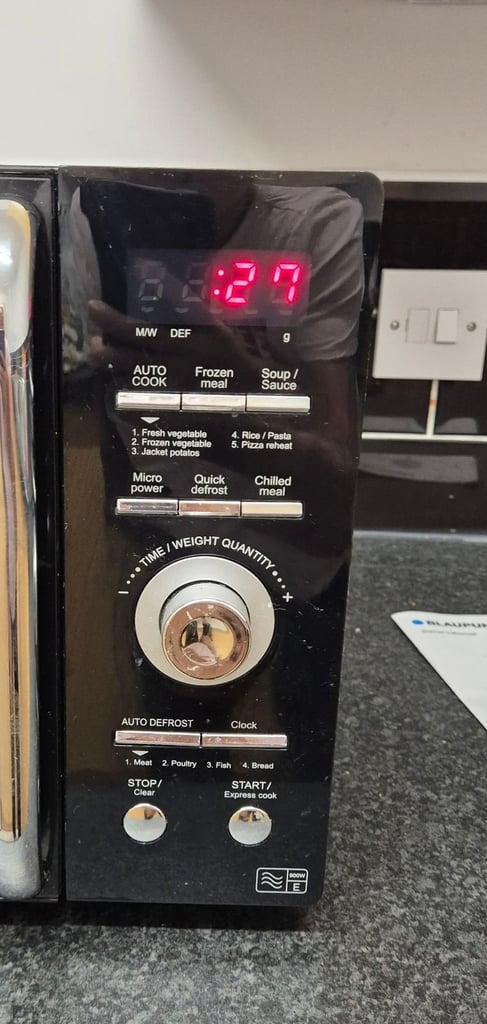 :27
M/W DEF g
AUTO COOK
Frozen meal
Soup / Sauce
1. Fresh vegetable
2. Frozen vegetable
3. Jacket potatos
4. Rice / Pasta
5. Pizza reheat
Micro power
Quick defrost
Chilled meal
TIME / WEIGHT QUANTITY
- +
AUTO DEFROST
Clock
1. Meat 2. Poultry 3. Fish 4. Bread
STOP/ Clear
START/ Express cook
900W
E